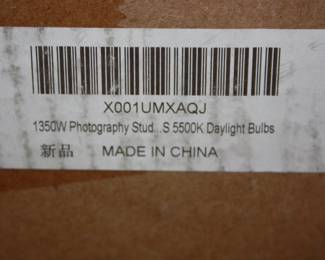 X001UMXAQJ
1350W Photography Stud...S 5500K Daylight Bulbs
新品 MADE IN CHINA